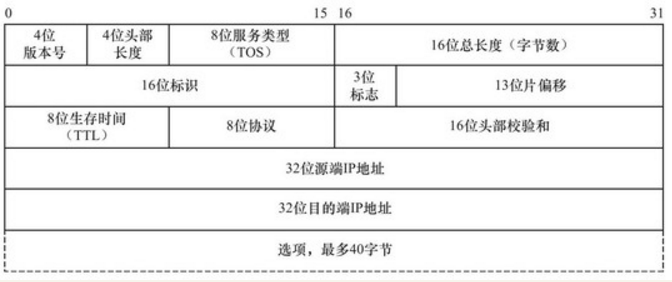 0 15 16 31
4位 4位头部 8位服务类型 16位总长度（字节数）
版本号 长度 （TOS）
16位标识 3位 13位片偏移
标志
8位生存时间 8位协议 16位头部校验和
（TTL）
32位源端IP地址
32位目的端IP地址
选项，最多40字节